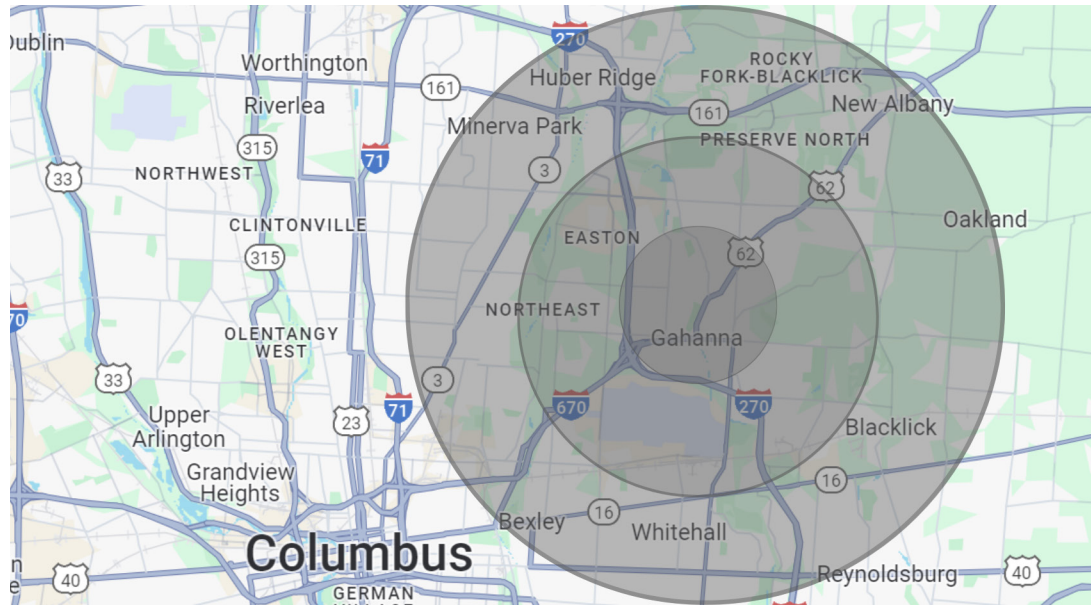 270
Dublin
Worthington
Huber Ridge
ROCKY
FORK-BLACKLICK
161
Riverlea
161
New Albany
Minerva Park
PRESERVE NORTH
315
71
3
33
NORTHWEST
62
CLINTONVILLE
Oakland
EASTON
315
62
NORTHEAST
70
OLENTANGY
WEST
Gahanna
33
3
71
670
270
23
Upper
Arlington
Blacklick
Grandview
Heights
16
16
Bexley
Whitehall
Columbus
40
Reynoldsburg
40
GERMAN